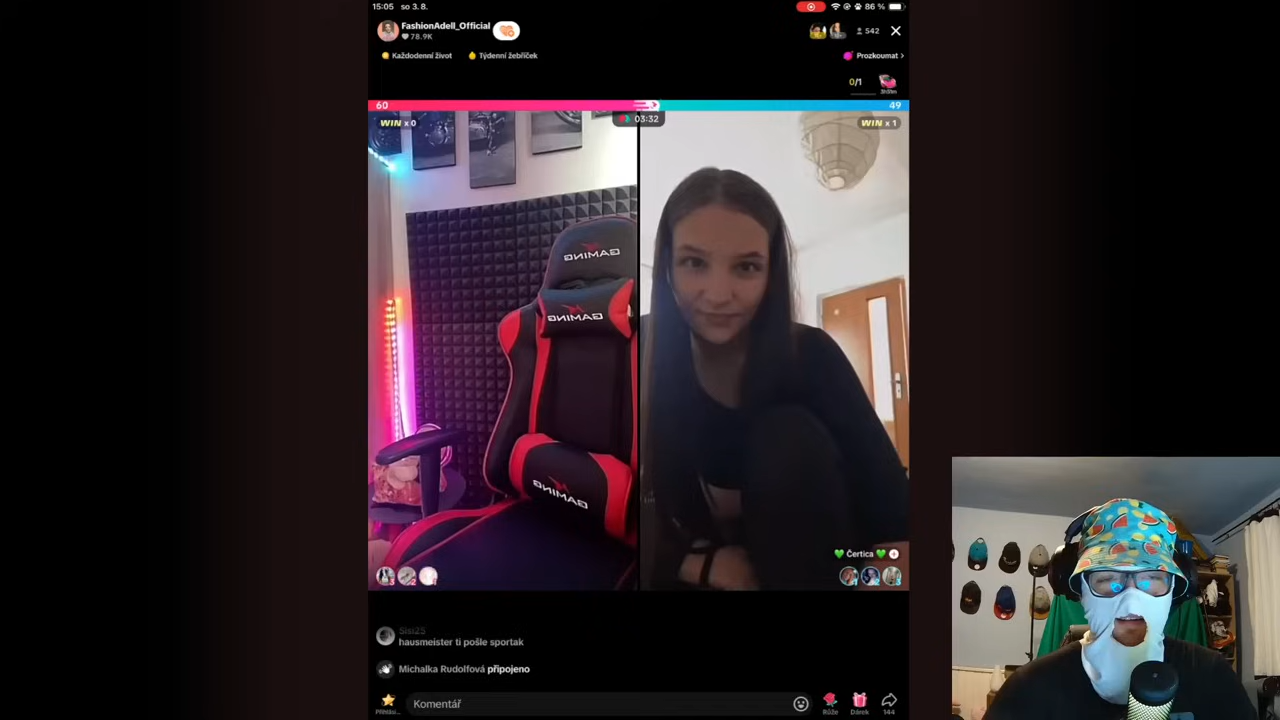 15:05 so 3. 8.
86 %
FashionAdell_Official
78.9K
542
Každodenní život
Týdenní žebříček
Prozkoumat
0/1
60
49
WIN x 0
03:32
WIN x 1
GAMING
GAMING
GAMING
Čertica
Sisi25
hausmeister ti pošle sportak
Michalka Rudolfová připojeno
Komentář
Růže
Dárek
144